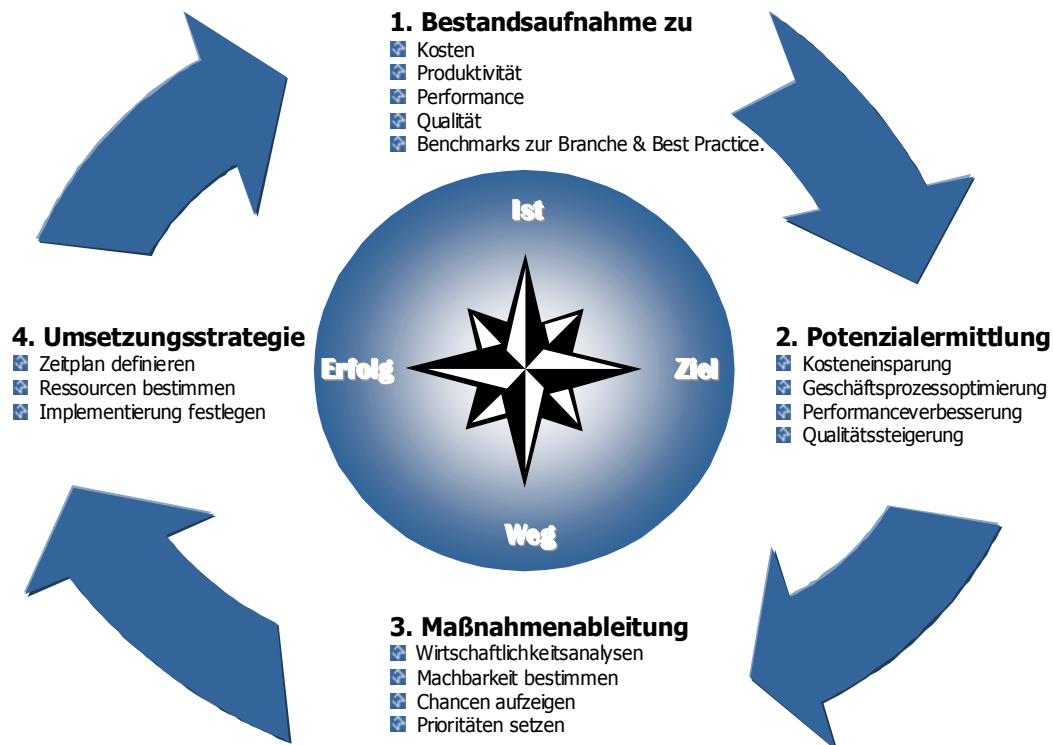 1. Bestandsaufnahme zu
Kosten
Produktivität
Performance
Qualität
Benchmarks zur Branche & Best Practice.
Ist
Ziel
Weg
Erfolg
2. Potenzialermittlung
Kosteneinsparung
Geschäftsprozessoptimierung
Performanceverbesserung
Qualitätssteigerung
3. Maßnahmenableitung
Wirtschaftlichkeitsanalysen
Machbarkeit bestimmen
Chancen aufzeigen
Prioritäten setzen
4. Umsetzungsstrategie
Zeitplan definieren
Ressourcen bestimmen
Implementierung festlegen